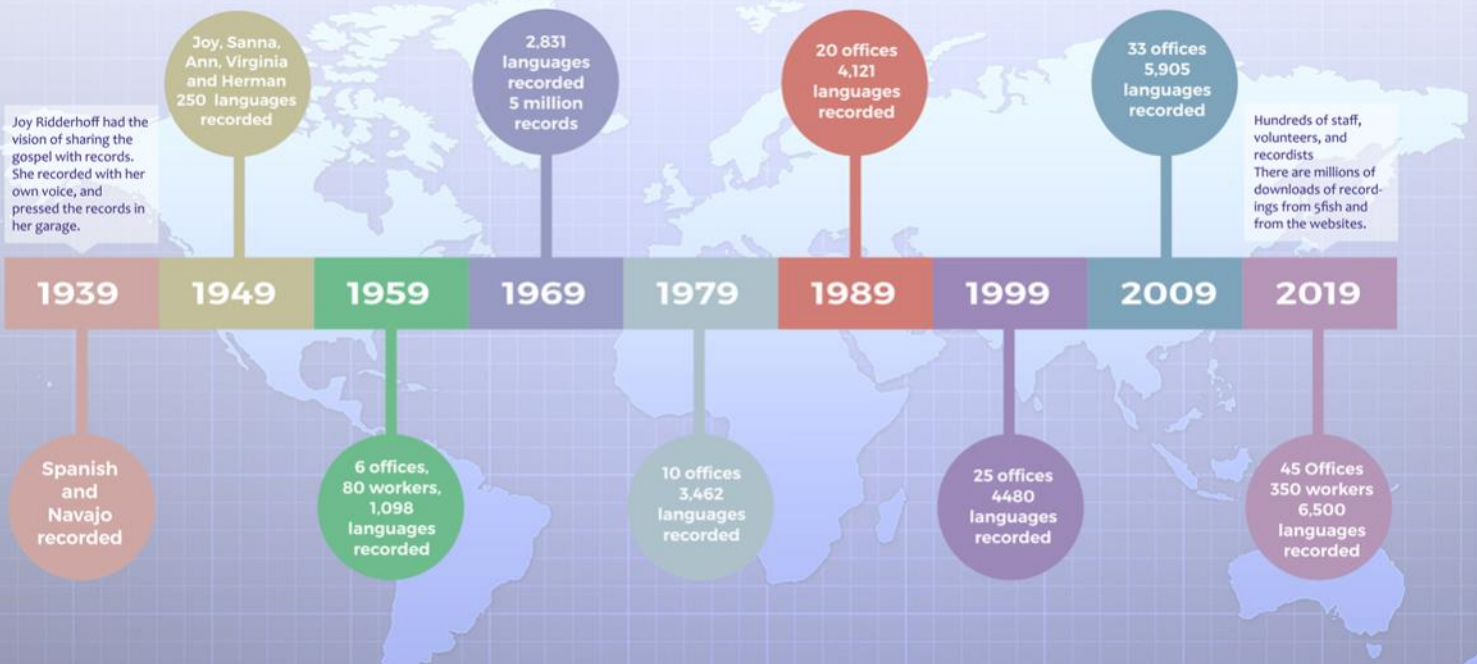 Joy Ridderhoff had the
vision of sharing the
gospel with records.
She recorded with her
own voice, and
pressed the records in
her garage.
Joy, Sanna,
Ann, Virginia
and Herman
250 languages
recorded
2,831
languages
recorded
5 million
records
20 offices
4,121
languages
recorded
33 offices
5,905
languages
recorded
Hundreds of staff,
volunteers, and
recordists
There are millions of
downloads of record-
ings from 5fish and
from the websites.
1939 1949 1959 1969 1979 1989 1999 2009 2019
Spanish
and
Navajo
recorded
6 offices,
80 workers,
1,098
languages
recorded
10 offices
3,462
languages
recorded
25 offices
4480
languages
recorded
45 Offices
350 workers
6,500
languages
recorded